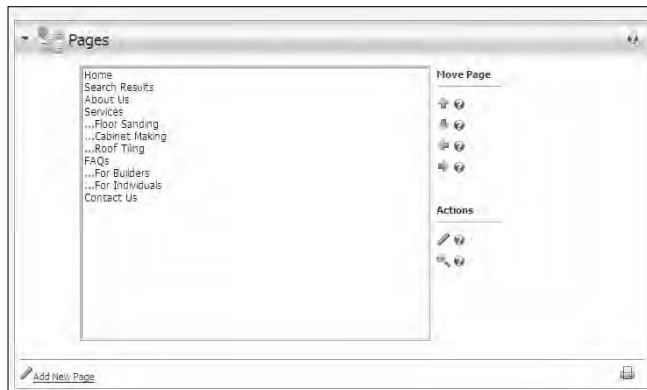 Pages
Home
Search Results
About Us
Services
...Floor Sanding
...Cabinet Making
...Roof Tiling
FAQs
...For Builders
...For Individuals
Contact Us
Move Page
Actions
Add New Page